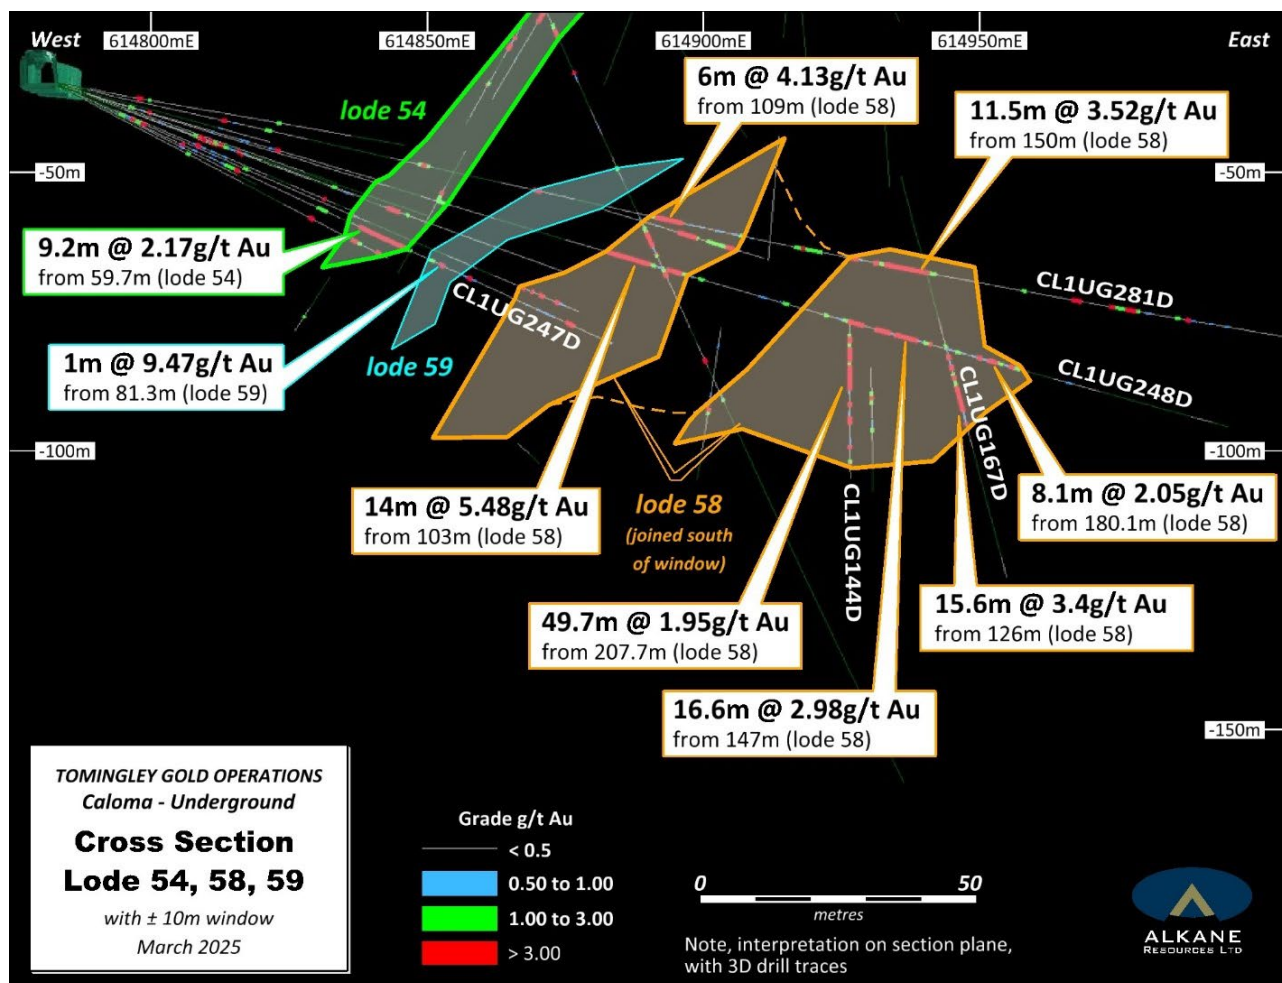 West
614800mE
614850mE
614900mE
614950mE
East
lode 54
6m @ 4.13g/t Au
from 109m (lode 58)
11.5m @ 3.52g/t Au
from 150m (lode 58)
-50m
-50m
9.2m @ 2.17g/t Au
from 59.7m (lode 54)
CL1UG281D
CL1UG247D
1m @ 9.47g/t Au
from 81.3m (lode 59)
lode 59
CL1UG248D
CL1UG167D
-100m
-100m
14m @ 5.48g/t Au
from 103m (lode 58)
lode 58
(joined south
of window)
CL1UG144D
8.1m @ 2.05g/t Au
from 180.1m (lode 58)
49.7m @ 1.95g/t Au
from 207.7m (lode 58)
15.6m @ 3.4g/t Au
from 126m (lode 58)
16.6m @ 2.98g/t Au
from 147m (lode 58)
-150m
TOMINGLEY GOLD OPERATIONS
Caloma - Underground
Cross Section
Lode 54, 58, 59
with ± 10m window
March 2025
Grade g/t Au
< 0.5
0.50 to 1.00
1.00 to 3.00
> 3.00
0 50
metres
Note, interpretation on section plane,
with 3D drill traces
ALKANE
RESOURCES LTD